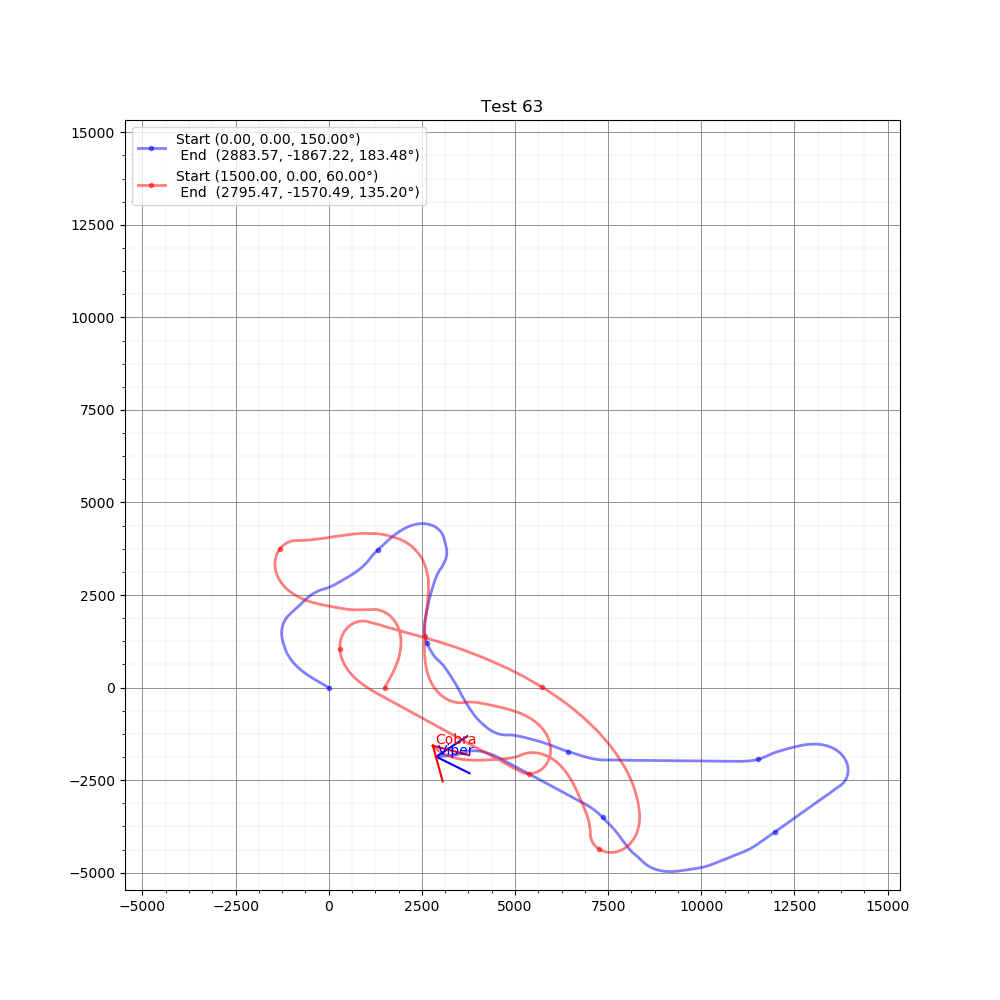 Test 63
Start (0.00, 0.00, 150.00°)
End (2883.57, -1867.22, 183.48°)
Start (1500.00, 0.00, 60.00°)
End (2795.47, -1570.49, 135.20°)
15000
12500
10000
7500
5000
2500
0
−2500
−5000
Cobra
Viper
−5000 −2500 0 2500 5000 7500 10000 12500 15000